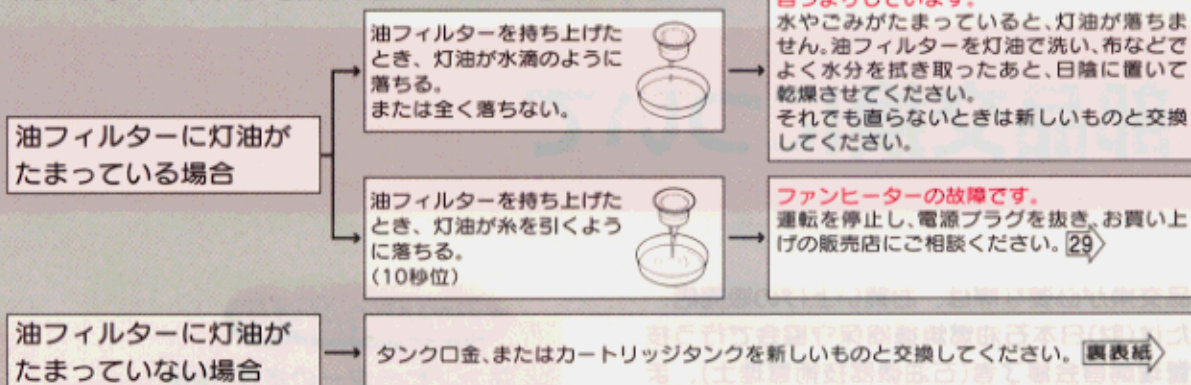 目づまりしています。
水やごみがたまっていると、灯油が落ちま
せん。油フィルターを灯油で洗い、布などで
よく水分を拭き取ったあと、日陰に置いて
乾燥させてください。
それでも直らないときは新しいものと交換
してください。
油フィルターを持ち上げた
とき、灯油が水滴のように
落ちる。
または全く落ちない。
油フィルターに灯油が
たまっている場合
油フィルターを持ち上げた
とき、灯油が糸を引くよう
に落ちる。
(10秒位)
ファンヒーターの故障です。
運転を停止し、電源プラグを抜き、お買い上
げの販売店にご相談ください。29
油フィルターに灯油が
たまっていない場合
タンク口金、またはカートリッジタンクを新しいものと交換してください。裏表紙